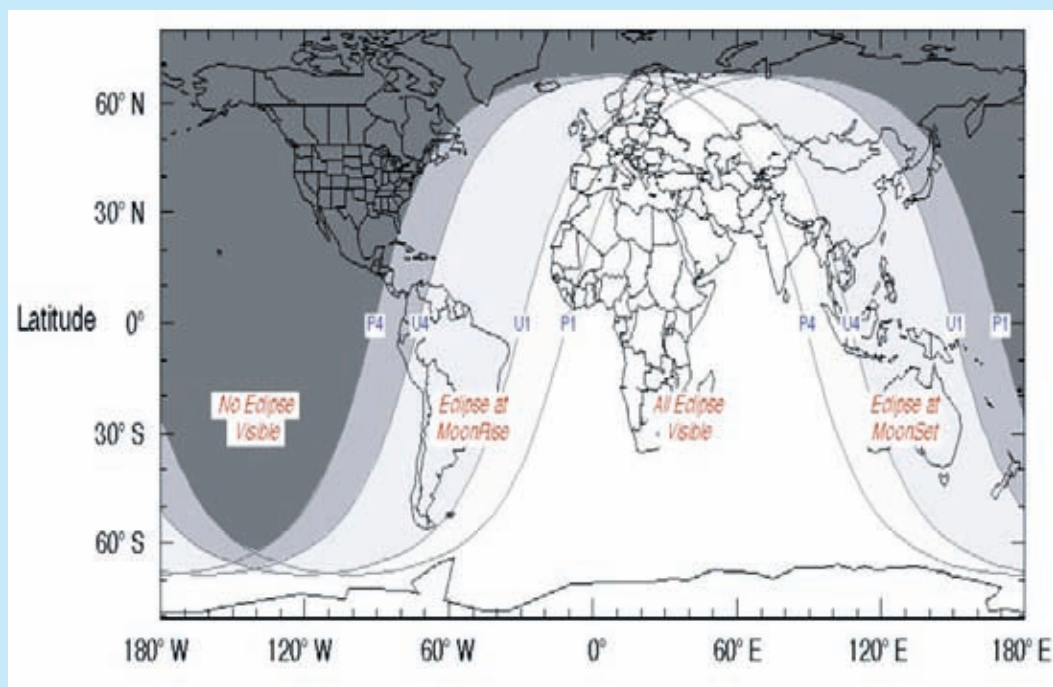 60° N
30° N
Latitude 0° P4 U4 U1 P1 P4 U4 U1 P1
No Eclipse Visible
Eclipse at MoonRise
All Eclipse Visible
Eclipse at MoonSet
30° S
60° S
180° W 120° W 60° W 0° 60° E 120° E 180° E